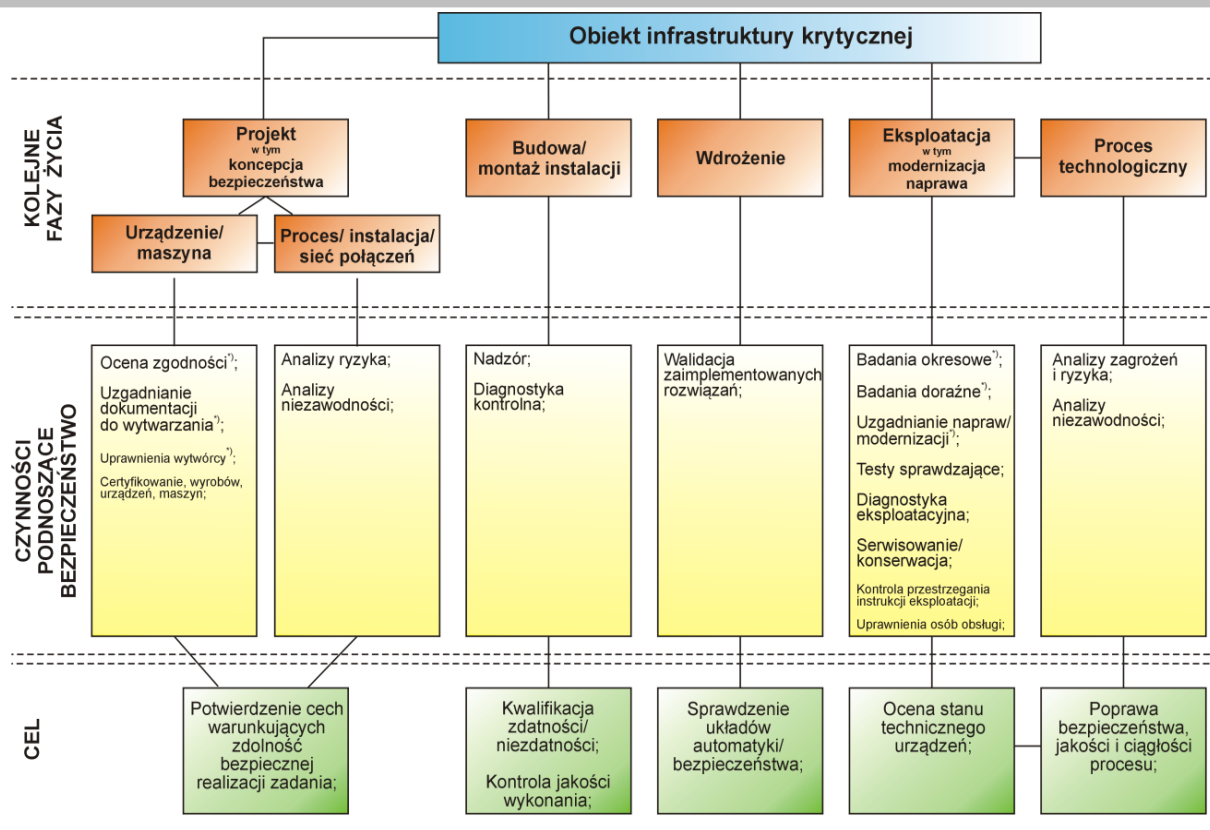 Obiekt infrastruktury krytycznej
KOLEJNE
FAZY ŻYCIA
Projekt
w tym
koncepcja
bezpieczeństwa
Budowa/
montaż instalacji
Wdrożenie
Eksploatacja
w tym
modernizacja
naprawa
Proces
technologiczny
Urządzenie/
maszyna
Proces/ instalacja/
sieć połączeń
CZYNNOŚCI
PODNOSZĄCE
BEZPIECZEŃSTWO
Ocena zgodności*);
Uzgadnianie
dokumentacji
do wytwarzania*);
Uprawnienia wytwórcy*);
Certyfikowanie, wyrobów,
urządzeń, maszyn;
Analizy ryzyka;
Analizy
niezawodności;
Nadzór;
Diagnostyka
kontrolna;
Walidacja
zaimplementowanych
rozwiązań;
Badania okresowe*);
Badania doraźne*);
Uzgadnianie napraw/
modernizacji*);
Testy sprawdzające;
Diagnostyka
eksploatacyjna;
Serwisowanie/
konserwacja;
Kontrola przestrzegania
instrukcji eksploatacji;
Uprawnienia osób obsługi;
Analizy zagrożeń
i ryzyka;
Analizy
niezawodności;
CEL
Potwierdzenie cech
warunkujących
zdolność
bezpiecznej
realizacji zadania;
Kwalifikacja
zdatności/
niezdatności;
Kontrola jakości
wykonania;
Sprawdzenie
układów
automatyki/
bezpieczeństwa;
Ocena stanu
technicznego
urządzeń;
Poprawa
bezpieczeństwa,
jakości i ciągłości
procesu;